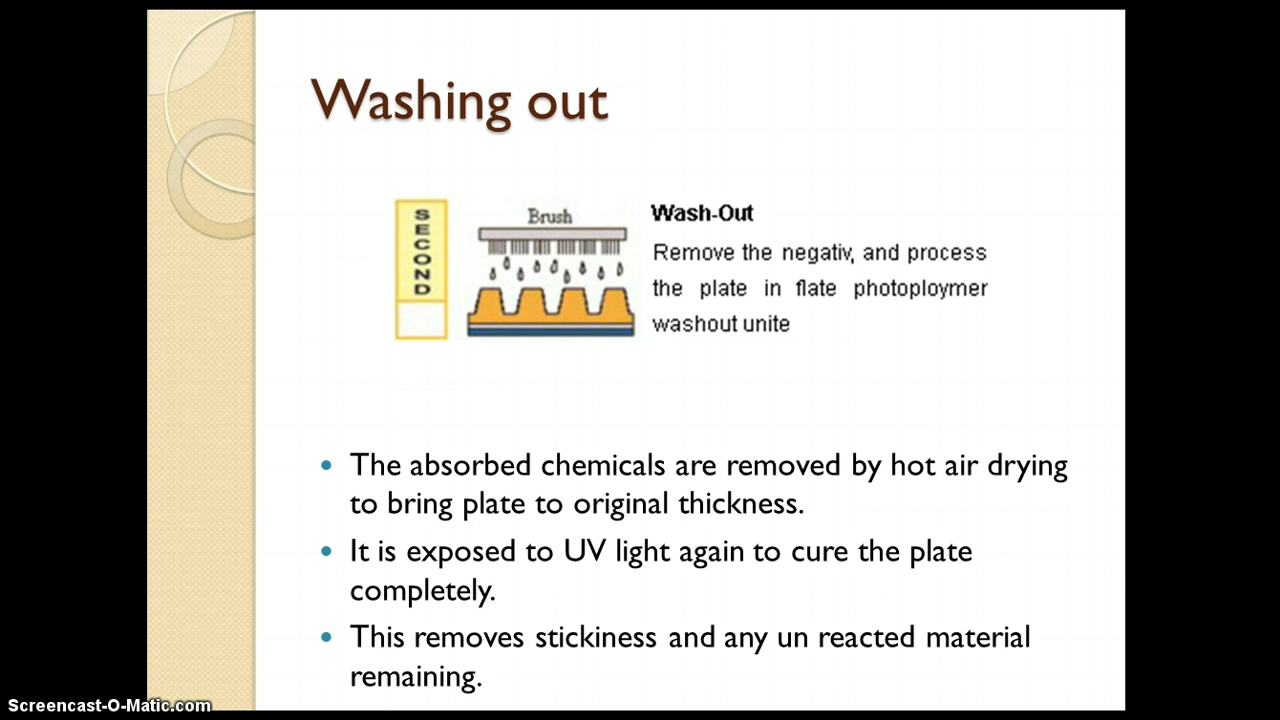 Washing out
SECOND
Brush
Wash-Out
Remove the negativ, and process
the plate in flate photoploymer
washout unite
• The absorbed chemicals are removed by hot air drying
to bring plate to original thickness.
• It is exposed to UV light again to cure the plate
completely.
• This removes stickiness and any un reacted material
remaining.
Screencast-O-Matic.com